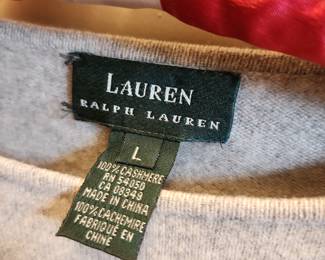 LAUREN
RALPH LAUREN
L
100% CASHMERE
RN 54050
CA 08349
MADE IN CHINA
100% CACHEMIRE
FABRIQUÉ EN
CHINE